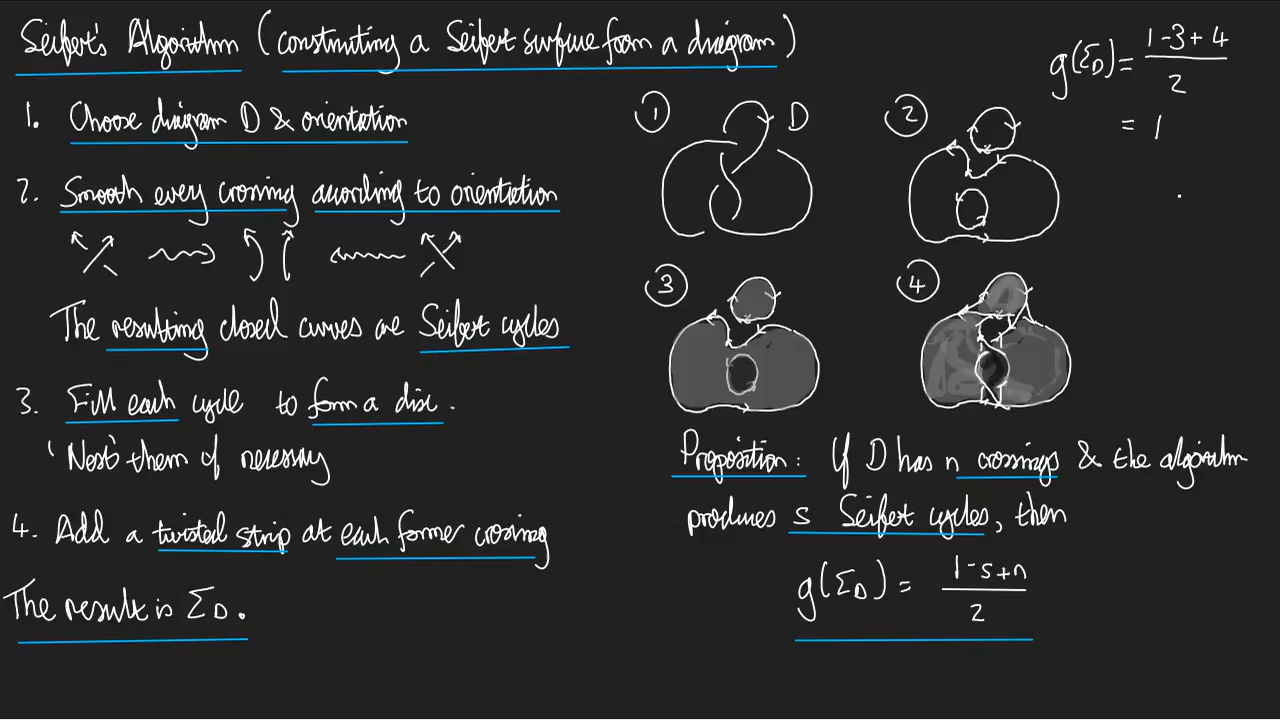 Seifert's Algorithm (constructing a Seifert surface from a diagram)
1. Choose diagram D & orientation
2. Smooth every crossing according to orientation
The resulting closed curves are Seifert cycles
3. Fill each cycle to form a disc.
'Nest' them if necessary
4. Add a twisted strip at each former crossing
The result is Σ_D.
g(Σ_D) = (1-3+4)/2
= 1
① D
②
③
④
Proposition: If D has n crossings & the algorithm
produces s Seifert cycles, then
g(Σ_D) = (1-s+n)/2